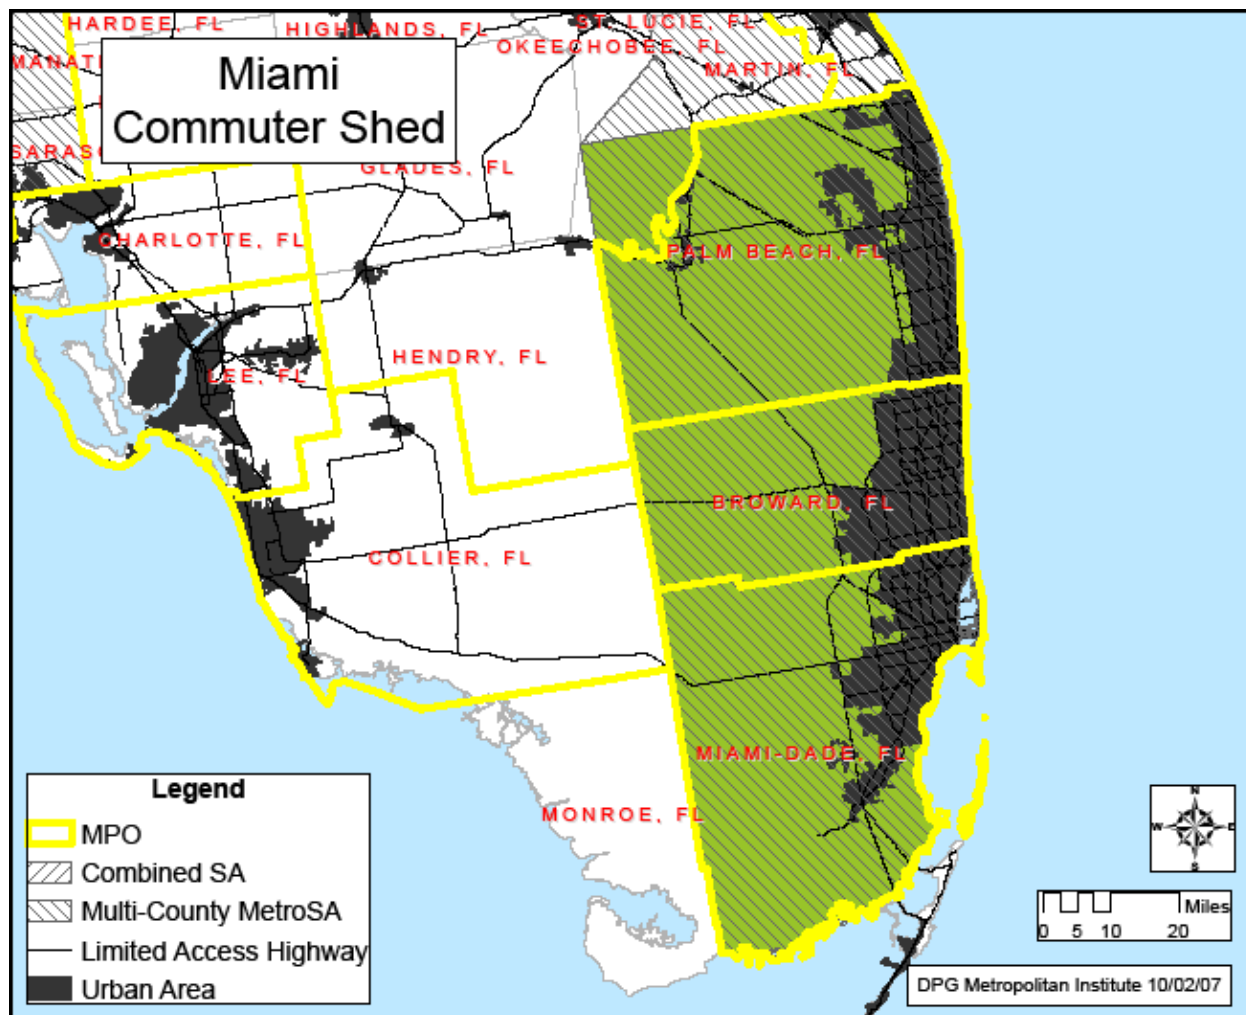 HARDEE, FL
HIGHLANDS, FL
ST. LUCIE, FL
OKEECHOBEE, FL
MANAT
MARTIN, FL
Miami
Commuter Shed
SARASO
GLADES, FL
CHARLOTTE, FL
PALM BEACH, FL
HENDRY, FL
LEE, FL
BROWARD, FL
COLLIER, FL
MIAMI-DADE, FL
MONROE, FL
Legend
MPO
Combined SA
Multi-County MetroSA
Limited Access Highway
Urban Area
N
W E
S
Miles
0 5 10 20
DPG Metropolitan Institute 10/02/07